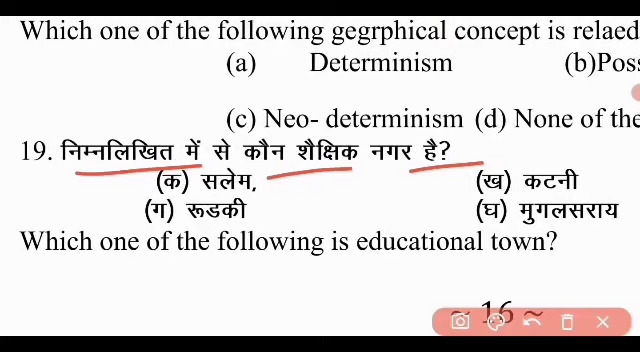 Which one of the following gegrphical concept is relaed
(a) Determinism (b)Poss
(c) Neo- determinism (d) None of the
19. निम्नलिखित में से कौन शैक्षिक नगर है?
(क) सलेम, (ख) कटनी
(ग) रूडकी (घ) मुगलसराय
Which one of the following is educational town?
~ 16 ~